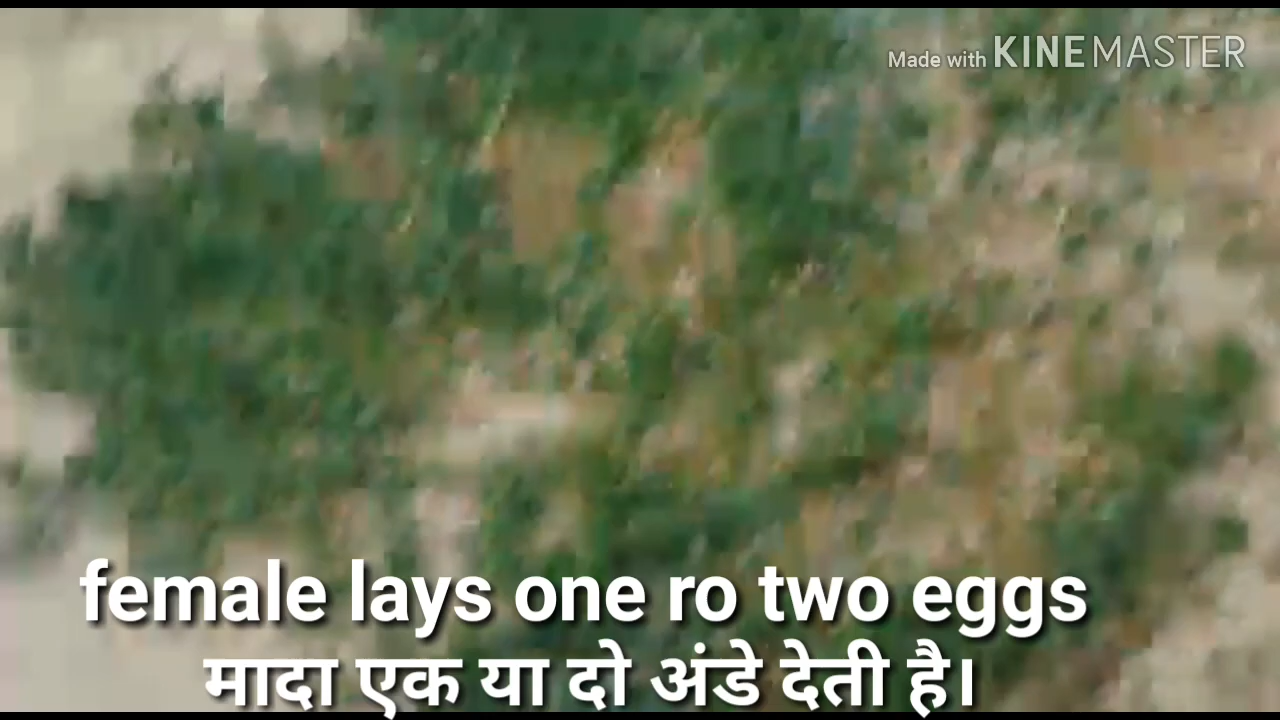 Made with KINEMASTER
female lays one ro two eggs
मादा एक या दो अंडे देती है।